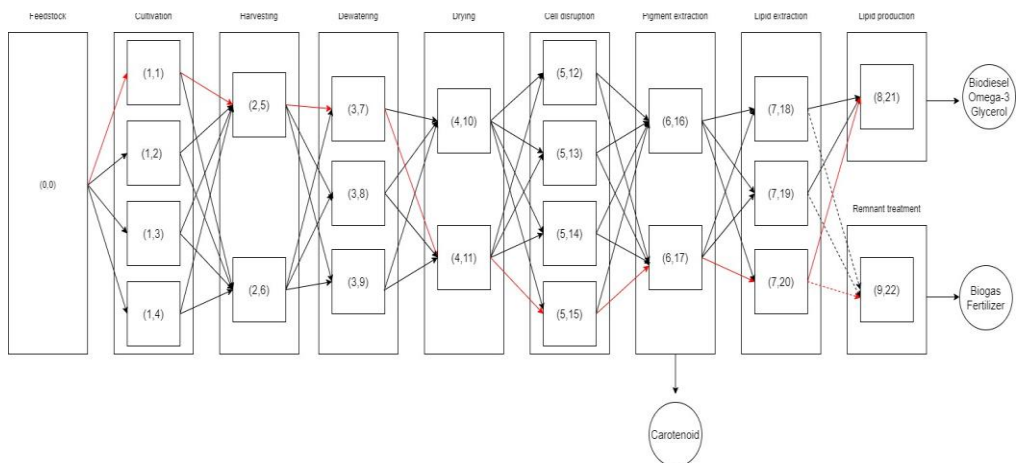 Feedstock
Cultivation
Harvesting
Dewatering
Drying
Cell disruption
Pigment extraction
Lipid extraction
Lipid production
(0,0)
(1,1)
(1,2)
(1,3)
(1,4)
(2,5)
(2,6)
(3,7)
(3,8)
(3,9)
(4,10)
(4,11)
(5,12)
(5,13)
(5,14)
(5,15)
(6,16)
(6,17)
Carotenoid
(7,18)
(7,19)
(7,20)
(8,21)
Biodiesel
Omega-3
Glycerol
Remnant treatment
(9,22)
Biogas
Fertilizer